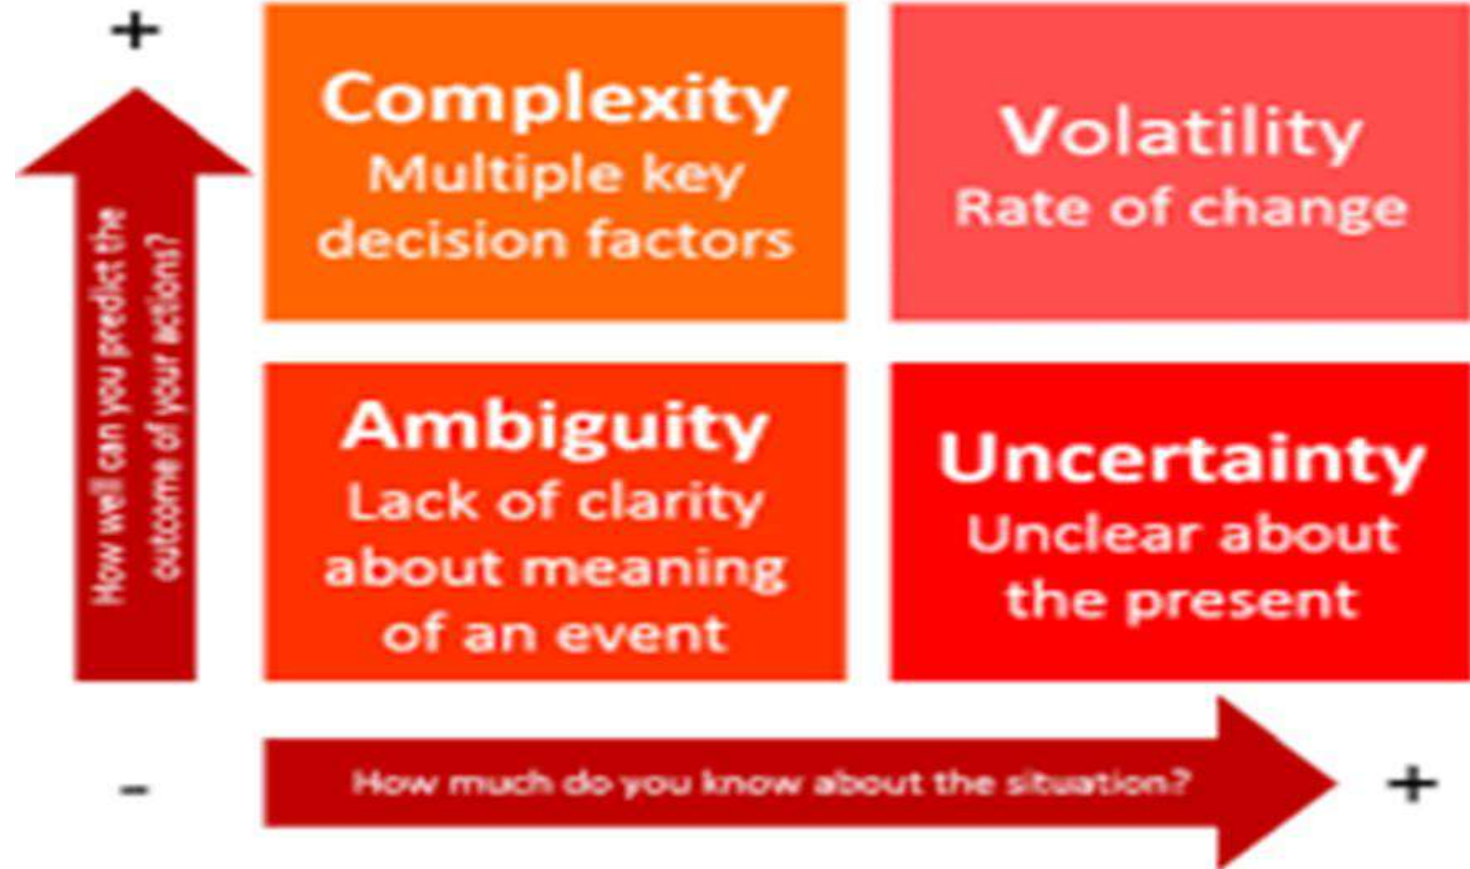 +
How well can you predict the
outcome of your actions?
Complexity
Multiple key
decision factors
Volatility
Rate of change
Ambiguity
Lack of clarity
about meaning
of an event
Uncertainty
Unclear about
the present
-
How much do you know about the situation?
+